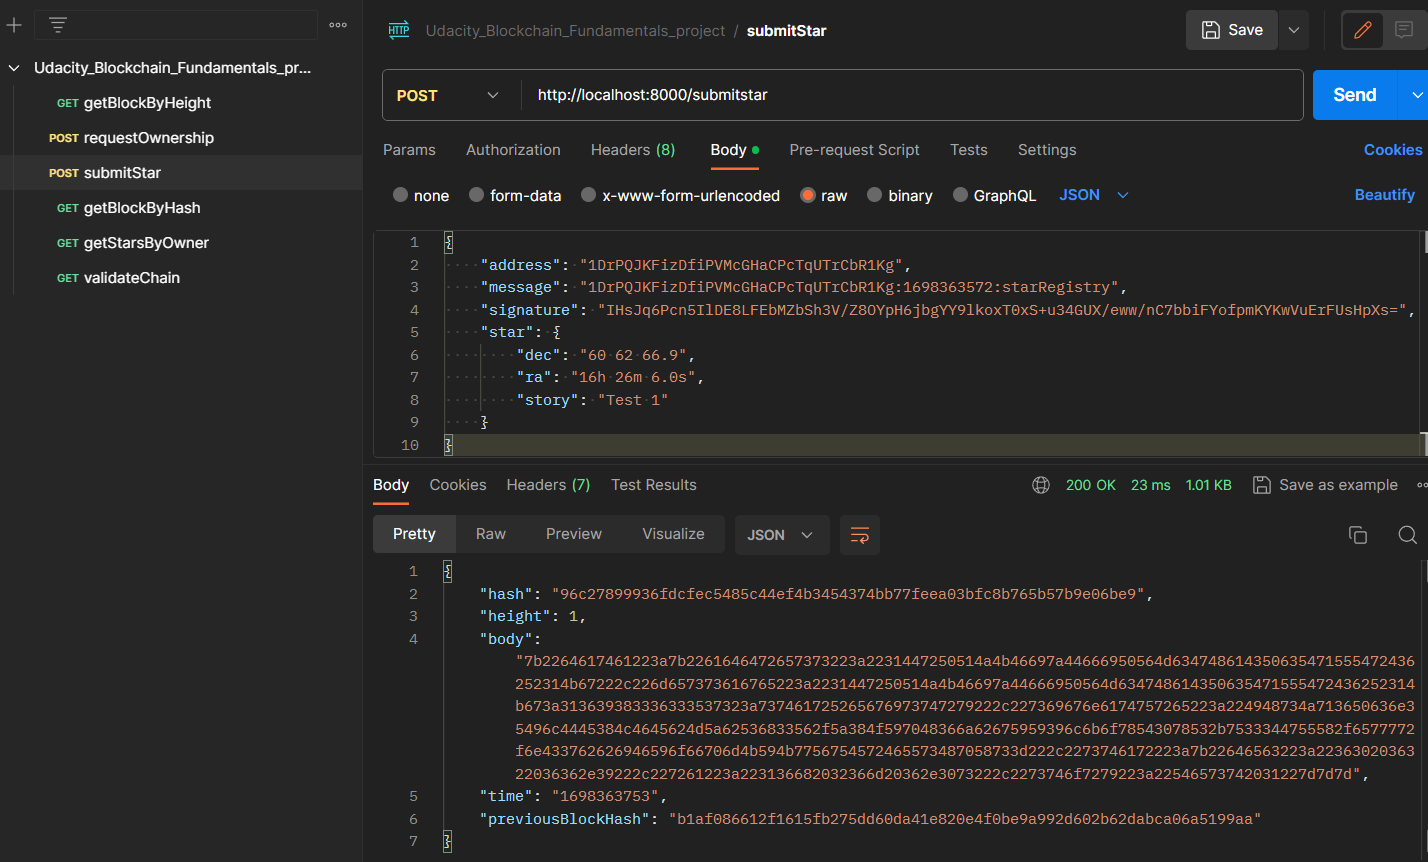 Udacity_Blockchain_Fundamentals_pr...
GET getBlockByHeight
POST requestOwnership
POST submitStar
GET getBlockByHash
GET getStarsByOwner
GET validateChain
HTTP Udacity_Blockchain_Fundamentals_project / submitStar Save
POST http://localhost:8000/submitstar Send
Params Authorization Headers (8) Body Pre-request Script Tests Settings Cookies
none form-data x-www-form-urlencoded raw binary GraphQL JSON Beautify
1 {
2 "address": "1DrPQJKFizDfiPVMcGHaCPcTqUTrCbR1Kg",
3 "message": "1DrPQJKFizDfiPVMcGHaCPcTqUTrCbR1Kg:1698363572:starRegistry",
4 "signature": "IHsJq6Pcn5IlDE8LFEbMZbSh3V/Z8OYpH6jbgYY9lkoxT0xS+u34GUX/eww/nC7bbiFYofpmKYKwVuErFUsHpXs=",
5 "star": {
6 "dec": "60 62 66.9",
7 "ra": "16h 26m 6.0s",
8 "story": "Test 1"
9 }
10 }
Body Cookies Headers (7) Test Results 200 OK 23 ms 1.01 KB Save as example
Pretty Raw Preview Visualize JSON
1 {
2 "hash": "96c27899936fdcfec5485c44ef4b3454374bb77feea03bfc8b765b57b9e06be9",
3 "height": 1,
4 "body":
"7b2264617461223a7b2261646472657373223a2231447250514a4b46697a44666950564d634748614350635471555472436
252314b67222c226d657373616765223a2231447250514a4b46697a44666950564d634748614350635471555472436252314
b673a313639383336333537323a737461725265676973747279222c227369676e6174757265223a224948734a713650636e3
5496c4445384c4645624d5a62536833562f5a384f597048366a62675959396c6b6f78543078532b7533344755582f6577772
f6e433762626946596f66706d4b594b77567545724655573487058733d222c2273746172223a7b22646563223a2236302036
322036362e39222c227261223a223136682032366d20362e3073222c2273746f7279223a22546573742031227d7d7d",
5 "time": "1698363753",
6 "previousBlockHash": "b1af086612f1615fb275dd60da41e820e4f0be9a992d602b62dabca06a5199aa"
7 }